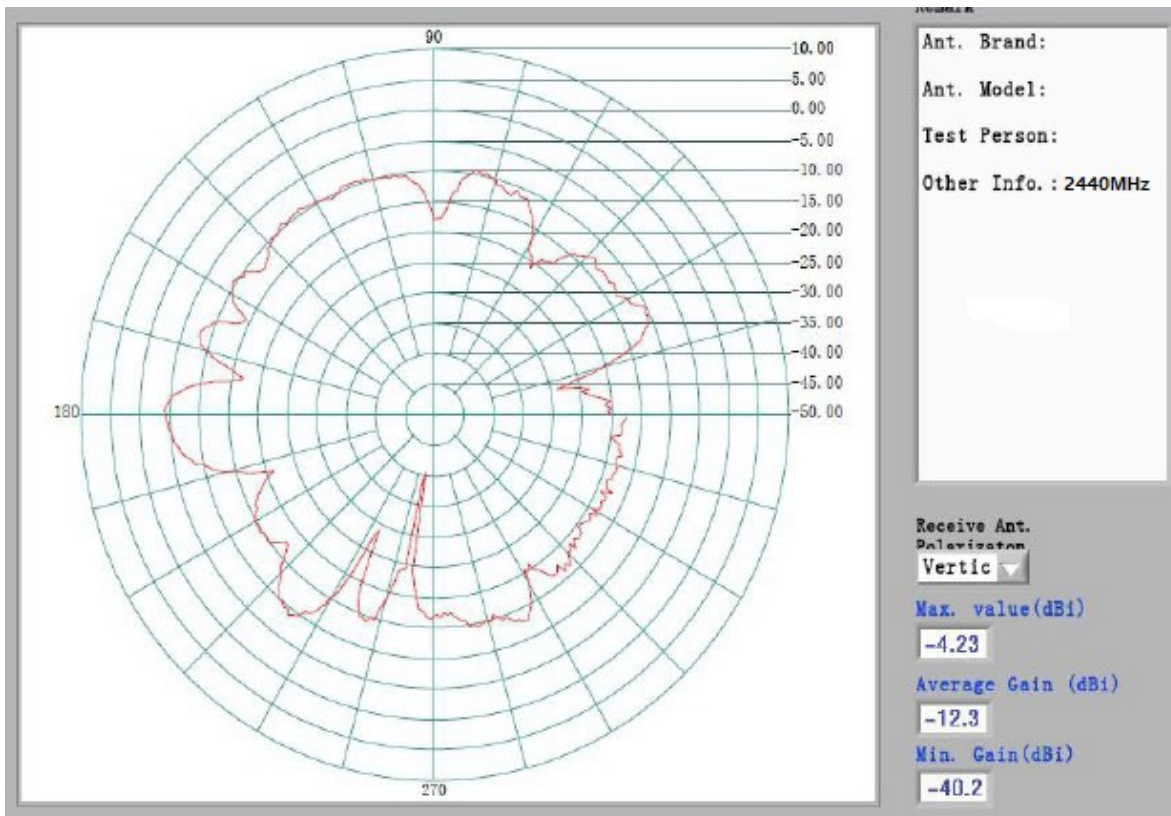 Remark
90
10.00
5.00
0.00
-5.00
-10.00
-15.00
-20.00
-25.00
-30.00
-35.00
-40.00
-45.00
-50.00
180
270
Ant. Brand:
Ant. Model:
Test Person:
Other Info.: 2440MHz
Receive Ant.
Polarizaton
Vertic
Max. value(dBi)
-4.23
Average Gain (dBi)
-12.3
Min. Gain(dBi)
-40.2